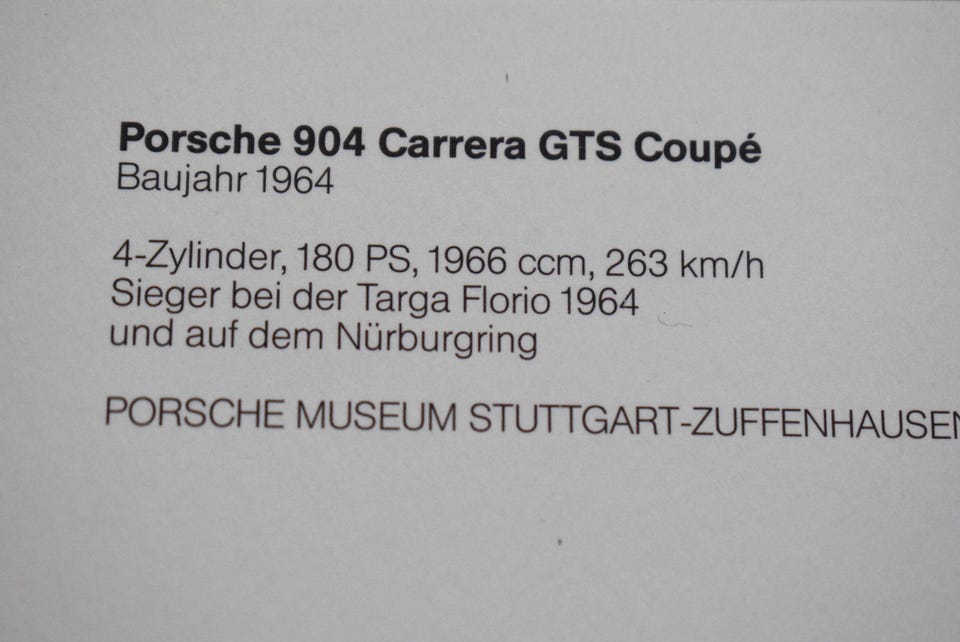 Porsche 904 Carrera GTS Coupé
Baujahr 1964
4-Zylinder, 180 PS, 1966 ccm, 263 km/h
Sieger bei der Targa Florio 1964
und auf dem Nürburgring
PORSCHE MUSEUM STUTTGART-ZUFFENHAUSEN